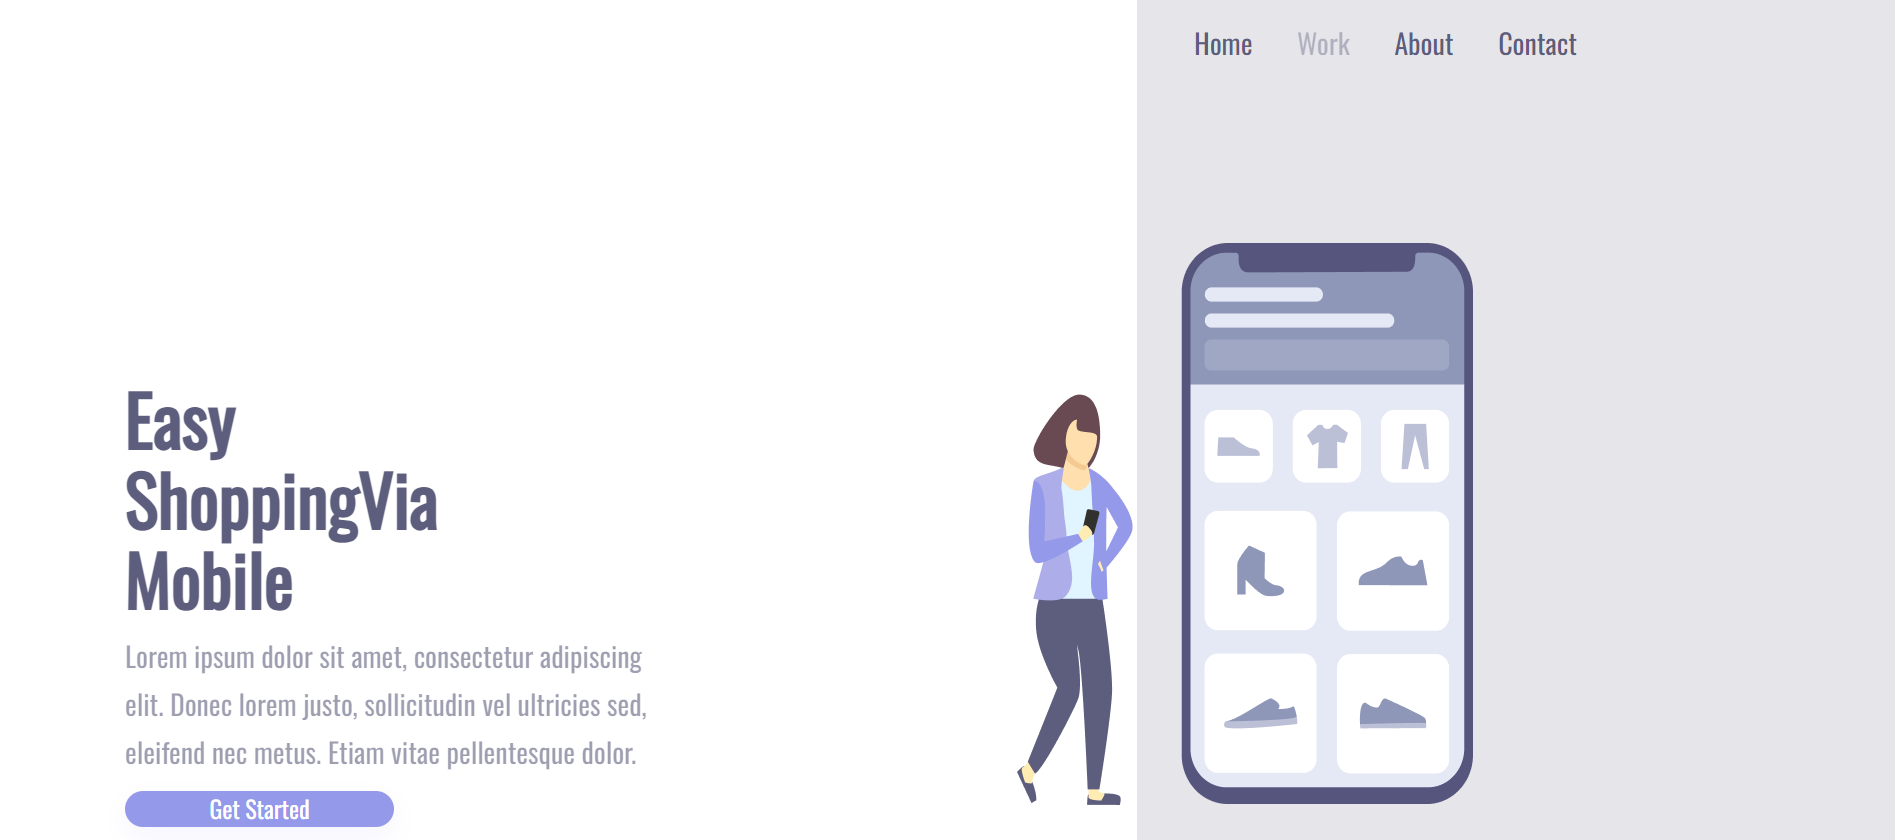 Home Work About Contact
Easy
ShoppingVia
Mobile
Lorem ipsum dolor sit amet, consectetur adipiscing
elit. Donec lorem justo, sollicitudin vel ultricies sed,
eleifend nec metus. Etiam vitae pellentesque dolor.
Get Started